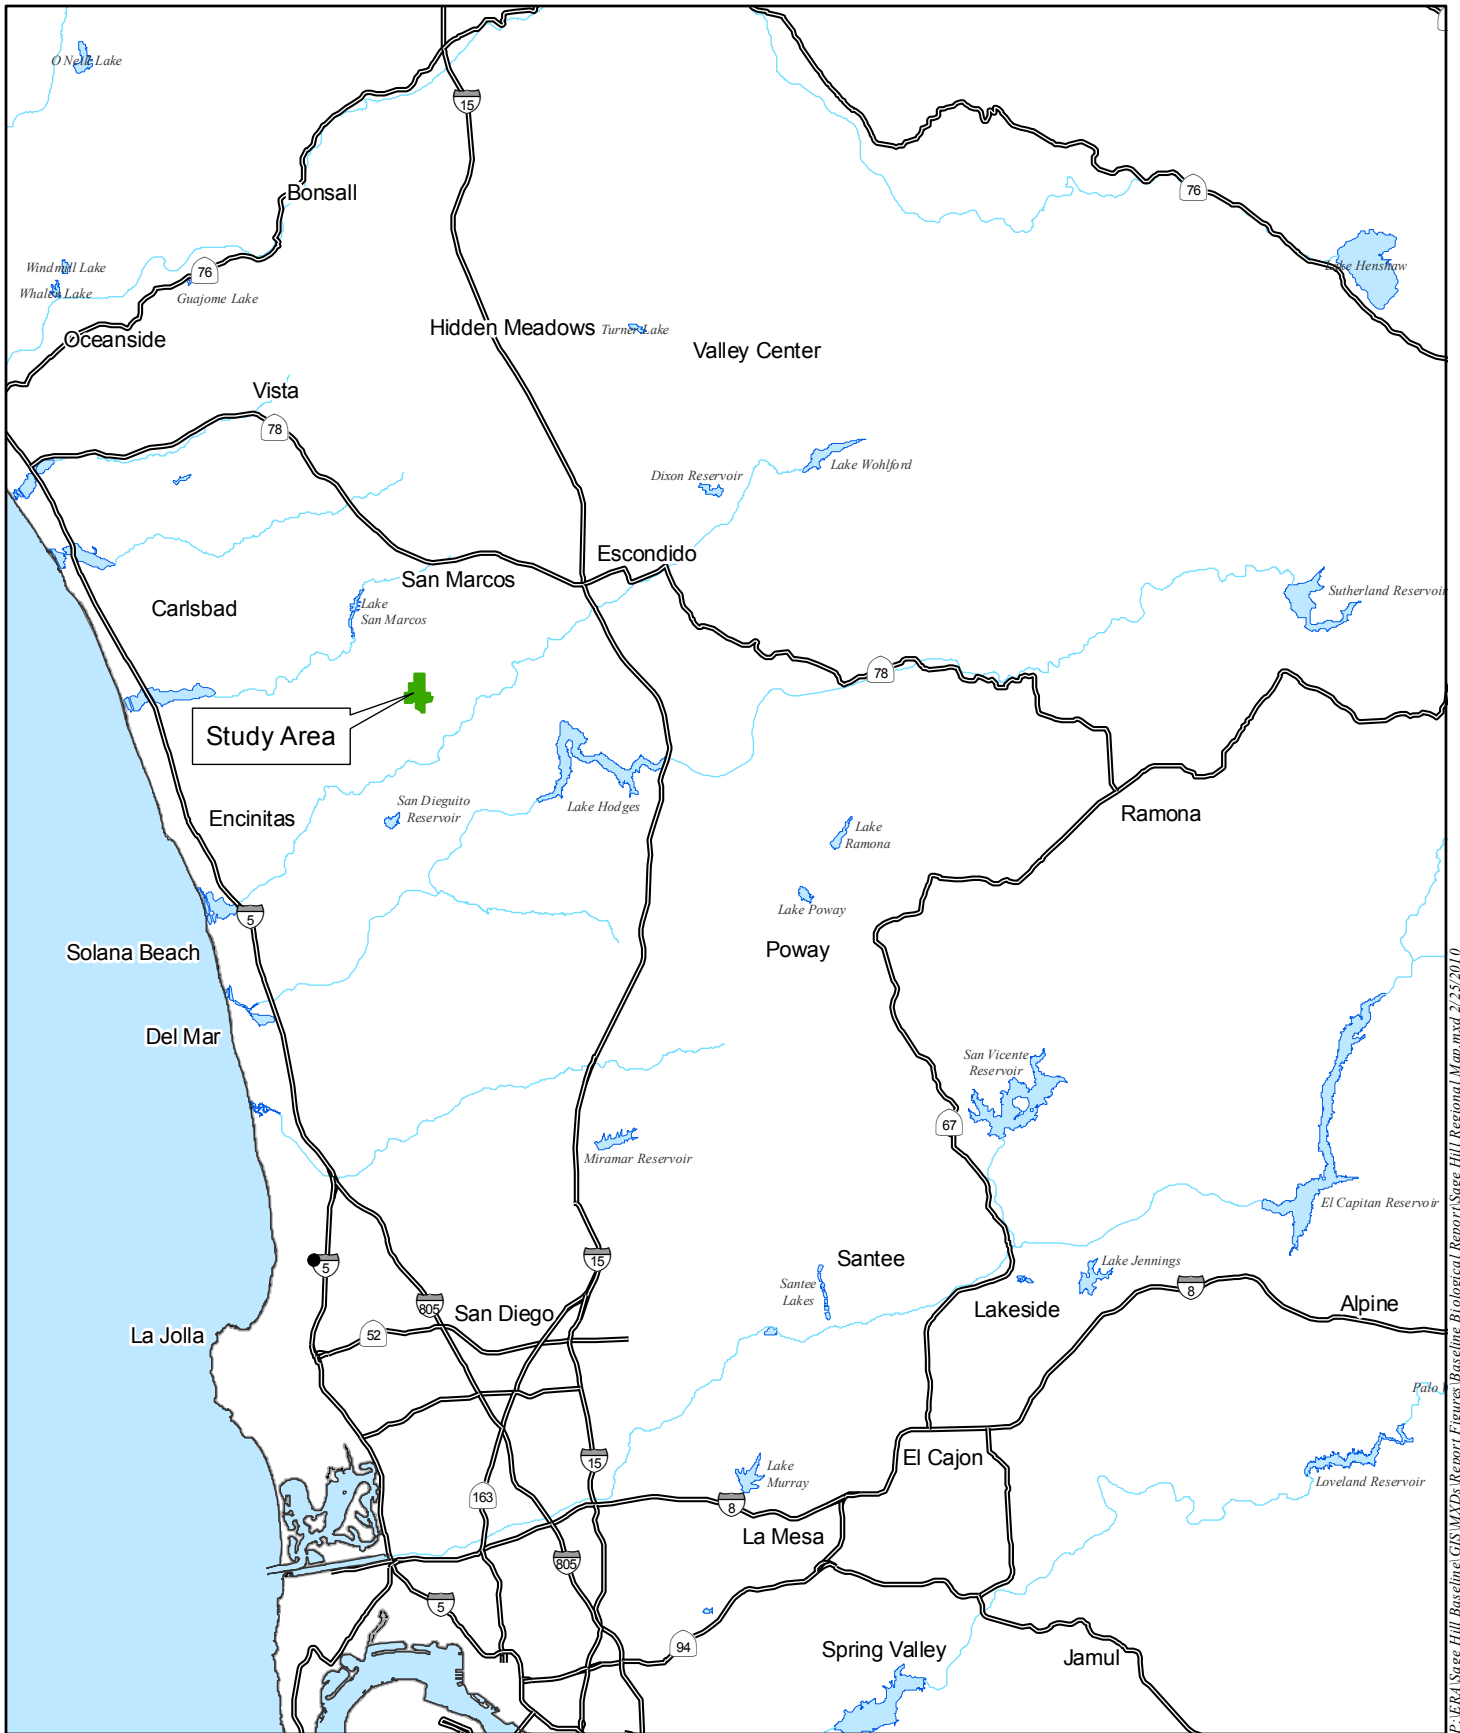 O Neill Lake
15
Bonsall
76
Windmill Lake
76
Lake Henshaw
Whalen Lake
Guajome Lake
Oceanside
Hidden Meadows
Turner Lake
Valley Center
Vista
78
Lake Wohlford
Dixon Reservoir
Escondido
San Marcos
Sutherland Reservoir
Carlsbad
Lake
San Marcos
78
Study Area
San Dieguito
Reservoir
Lake Hodges
Encinitas
Ramona
Lake
Ramona
Lake Poway
5
Solana Beach
Poway
Del Mar
San Vicente
Reservoir
67
Miramar Reservoir
El Capitan Reservoir
5
15
Santee
Lake Jennings
Santee
Lakes
8
805
San Diego
Lakeside
Alpine
La Jolla
52
Palo
El Cajon
15
Lake
Murray
Loveland Reservoir
163
8
La Mesa
805
5
94
Spring Valley
Jamul
P:\ERA\Sage Hill Baseline\GIS\MXDs\Report Figures\Baseline Biological Report\Sage Hill Regional Map.mxd 2/25/2010